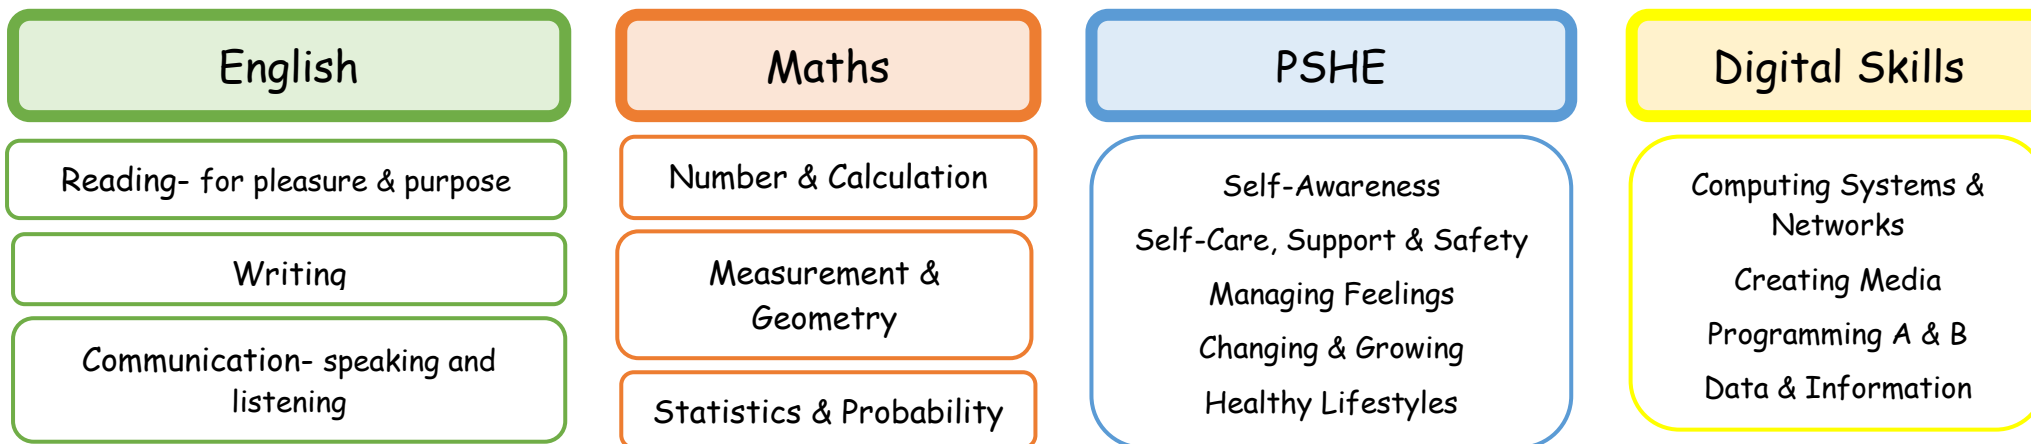 English
Reading- for pleasure & purpose
Writing
Communication- speaking and
listening
Maths
Number & Calculation
Measurement &
Geometry
Statistics & Probability
PSHE
Self-Awareness
Self-Care, Support & Safety
Managing Feelings
Changing & Growing
Healthy Lifestyles
Digital Skills
Computing Systems &
Networks
Creating Media
Programming A & B
Data & Information